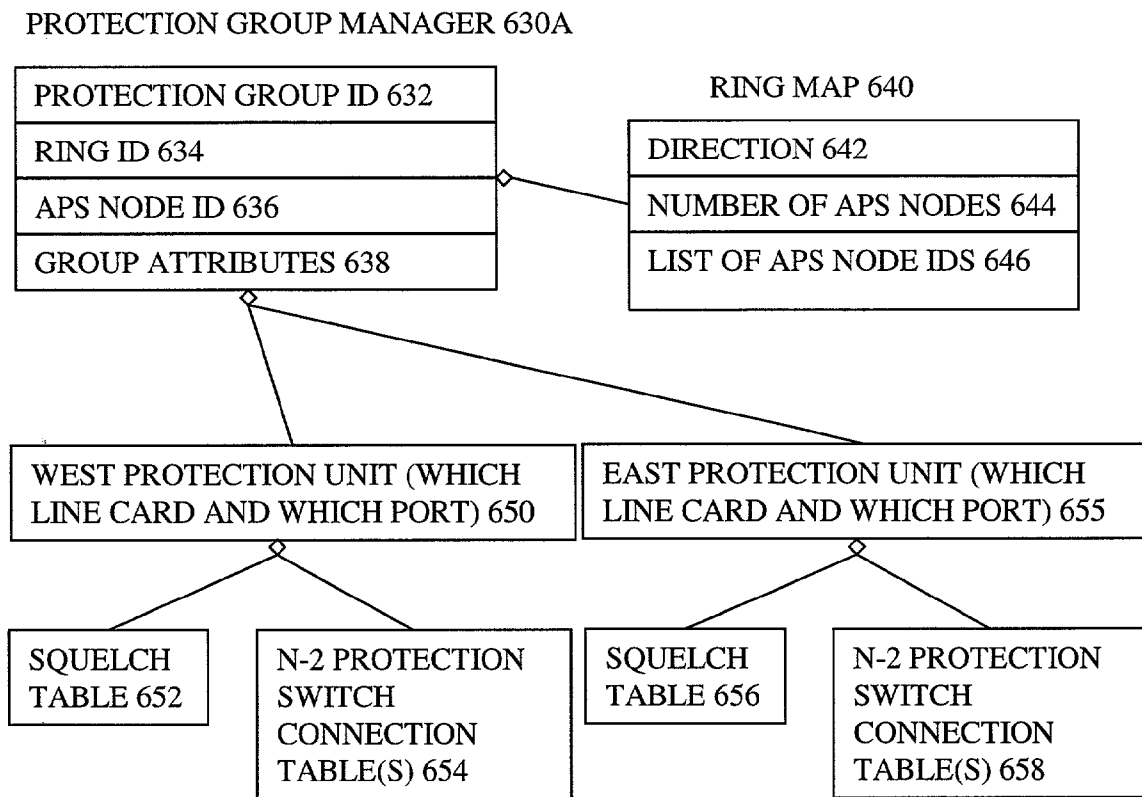 PROTECTION GROUP MANAGER 630A
PROTECTION GROUP ID 632
RING ID 634
APS NODE ID 636
GROUP ATTRIBUTES 638
RING MAP 640
DIRECTION 642
NUMBER OF APS NODES 644
LIST OF APS NODE IDS 646
WEST PROTECTION UNIT (WHICH
LINE CARD AND WHICH PORT) 650
EAST PROTECTION UNIT (WHICH
LINE CARD AND WHICH PORT) 655
SQUELCH
TABLE 652
N-2 PROTECTION
SWITCH
CONNECTION
TABLE(S) 654
SQUELCH
TABLE 656
N-2 PROTECTION
SWITCH
CONNECTION
TABLE(S) 658